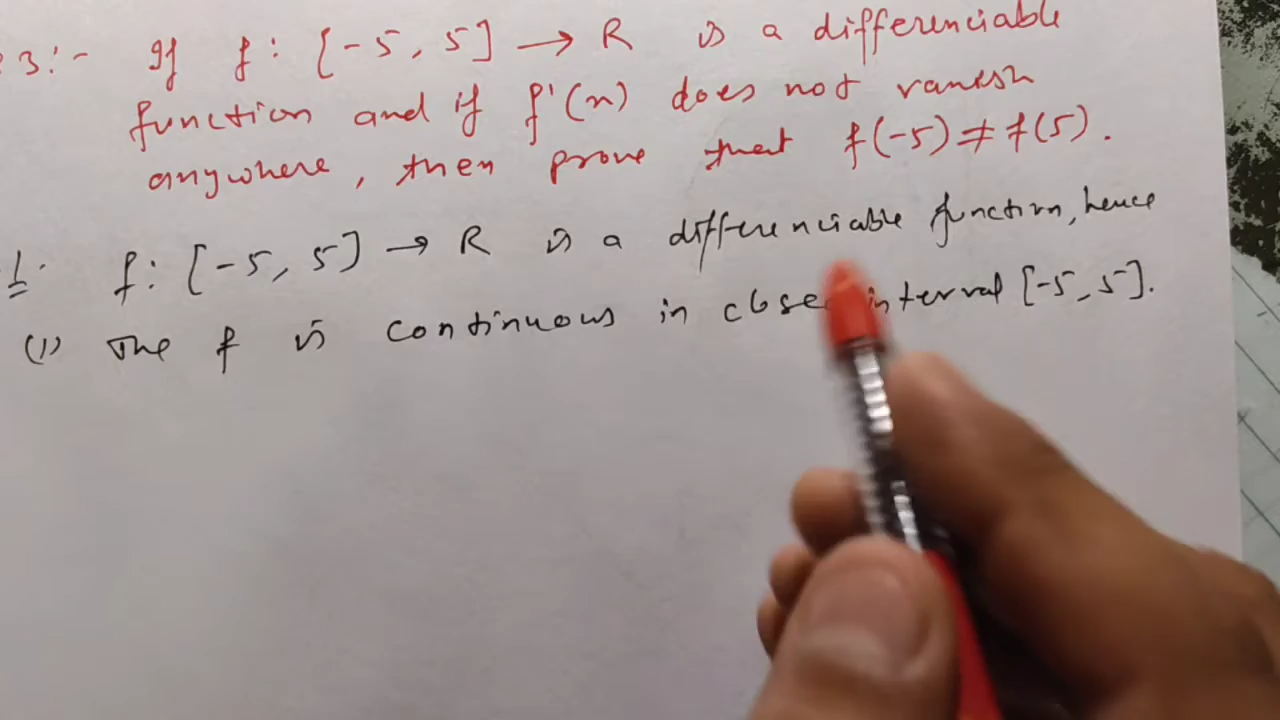 3:- If f: [-5, 5] → R is a differenciable
function and if f'(x) does not vanish
anywhere, then prove that f(-5) ≠ f(5).
f: [-5, 5] → R is a differenciable function, hence
(1) The f is continuous in closed interval [-5, 5].